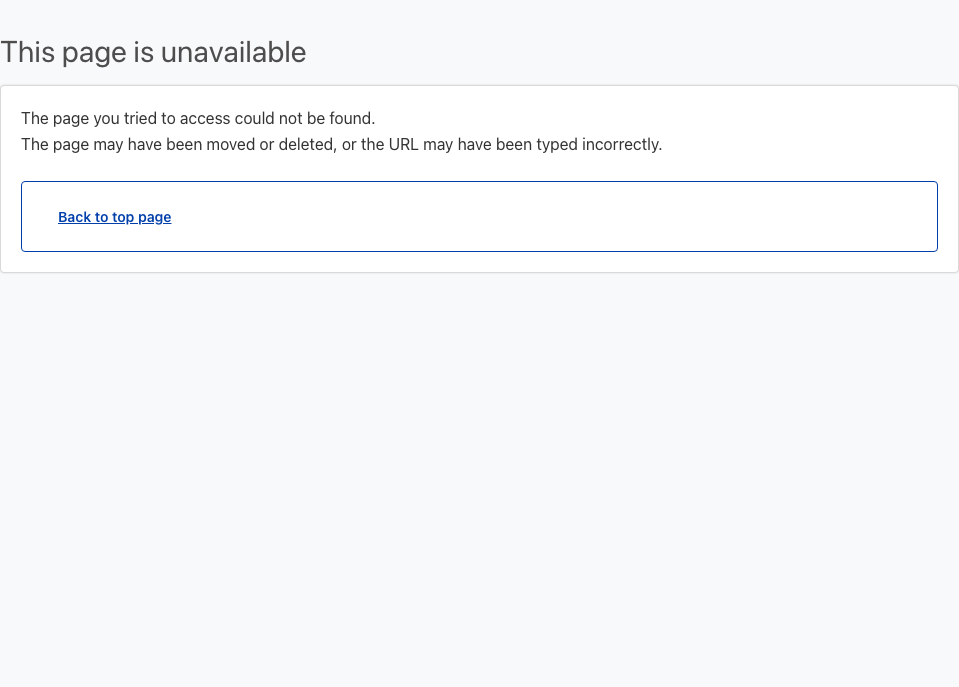 This page is unavailable
The page you tried to access could not be found.
The page may have been moved or deleted, or the URL may have been typed incorrectly.
Back to top page